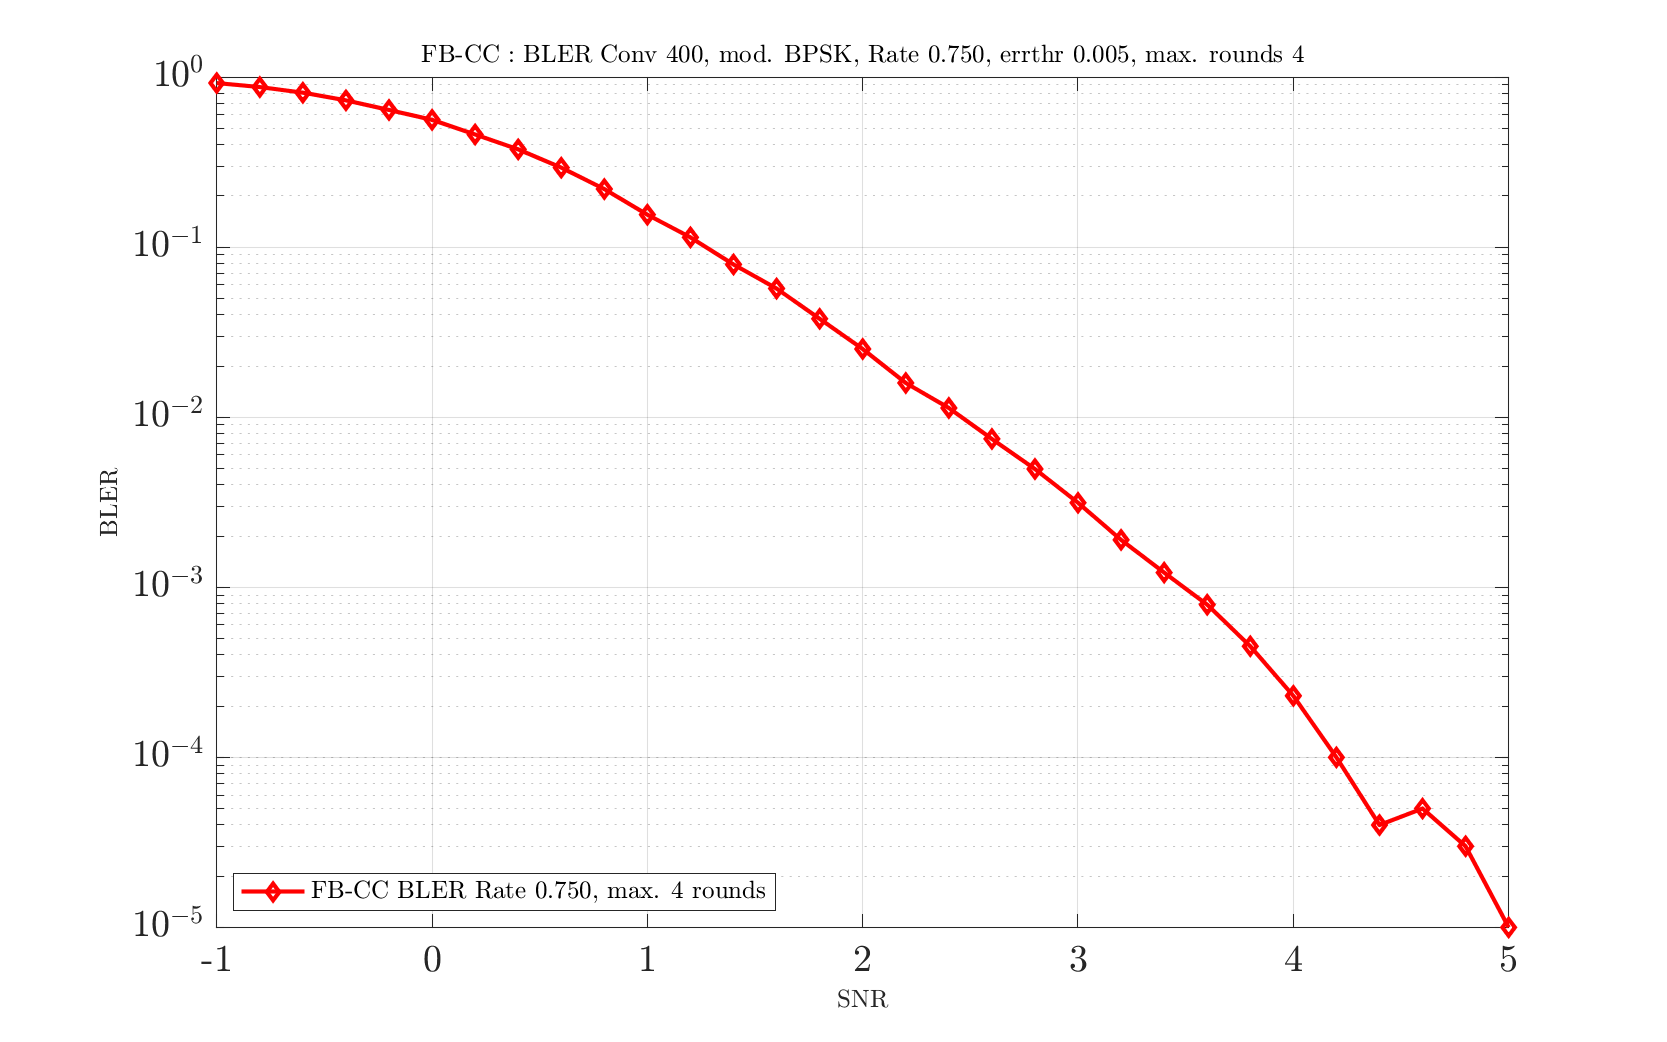 FB-CC : BLER Conv 400, mod. BPSK, Rate 0.750, errthr 0.005, max. rounds 4
10^0
10^−1
10^−2
10^−3
10^−4
10^−5
BLER
FB-CC BLER Rate 0.750, max. 4 rounds
-1 0 1 2 3 4 5
SNR